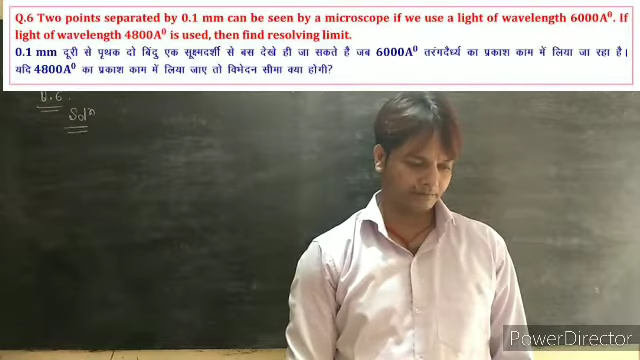 Q.6 Two points separated by 0.1 mm can be seen by a microscope if we use a light of wavelength 6000A⁰. If
light of wavelength 4800A⁰ is used, then find resolving limit.
0.1 mm दूरी से पृथक दो बिंदु एक सूक्ष्मदर्शी से बस देखे ही जा सकते हैं जब 6000A⁰ तरंगदैर्ध्य का प्रकाश काम में लिया जा रहा है।
यदि 4800A⁰ का प्रकाश काम में लिया जाए तो विभेदन सीमा क्या होगी?
Q.6.
Solⁿ
PowerDirector